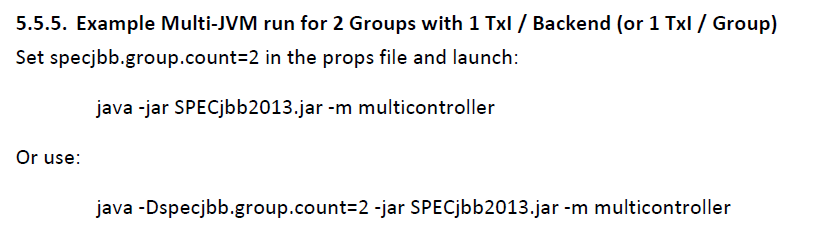 5.5.5. Example Multi-JVM run for 2 Groups with 1 TxI / Backend (or 1 TxI / Group)
Set specjbb.group.count=2 in the props file and launch:
java -jar SPECjbb2013.jar -m multicontroller
Or use:
java -Dspecjbb.group.count=2 -jar SPECjbb2013.jar -m multicontroller